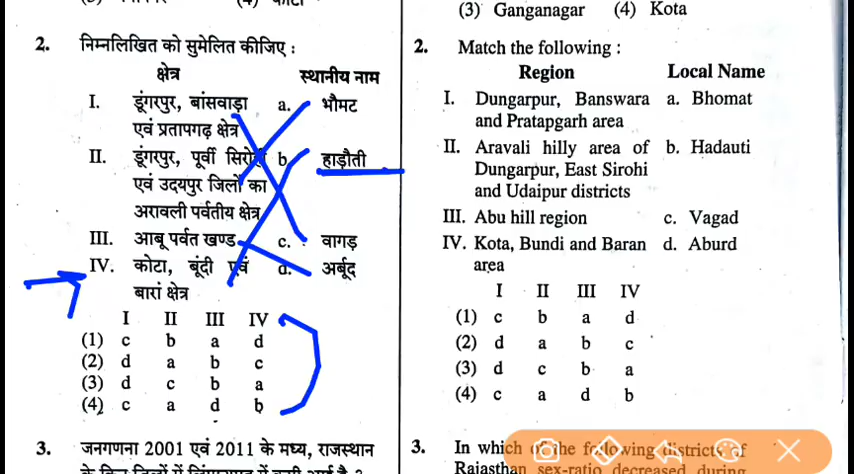 (3) Ganganagar (4) Kota
2. निम्नलिखित को सुमेलित कीजिए :
क्षेत्र स्थानीय नाम
I. डूंगरपुर, बांसवाड़ा a. भौमट
एवं प्रतापगढ़ क्षेत्र
II. डूंगरपुर, पूर्वी सिरोही b. हाड़ौती
एवं उदयपुर जिलों का
अरावली पर्वतीय क्षेत्र
III. आबू पर्वत खण्ड c. वागड़
IV. कोटा, बूंदी एवं d. अर्बूद
बारां क्षेत्र
I II III IV
(1) c b a d
(2) d a b c
(3) d c b a
(4) c a d b
3. जनगणना 2001 एवं 2011 के मध्य, राजस्थान
2. Match the following :
Region Local Name
I. Dungarpur, Banswara a. Bhomat
and Pratapgarh area
II. Aravali hilly area of b. Hadauti
Dungarpur, East Sirohi
and Udaipur districts
III. Abu hill region c. Vagad
IV. Kota, Bundi and Baran d. Aburd
area
I II III IV
(1) c b a d
(2) d a b c
(3) d c b a
(4) c a d b
3. In which of the following districts of
Rajasthan sex-ratio decreased during